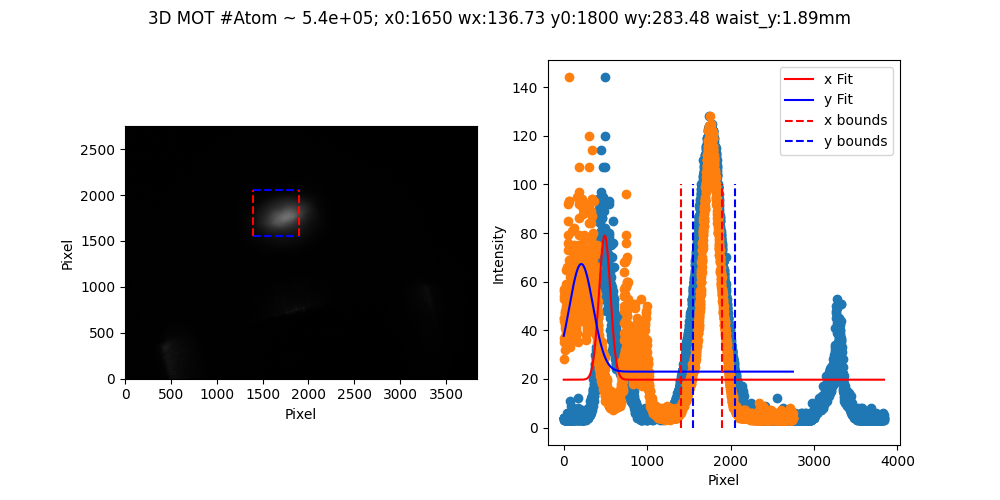 3D MOT #Atom ~ 5.4e+05; x0:1650 wx:136.73 y0:1800 wy:283.48 waist_y:1.89mm
Pixel
2500
2000
1500
1000
500
0
0 500 1000 1500 2000 2500 3000 3500
Pixel
Intensity
140
120
100
80
60
40
20
0
0 1000 2000 3000 4000
Pixel
x Fit
y Fit
x bounds
y bounds